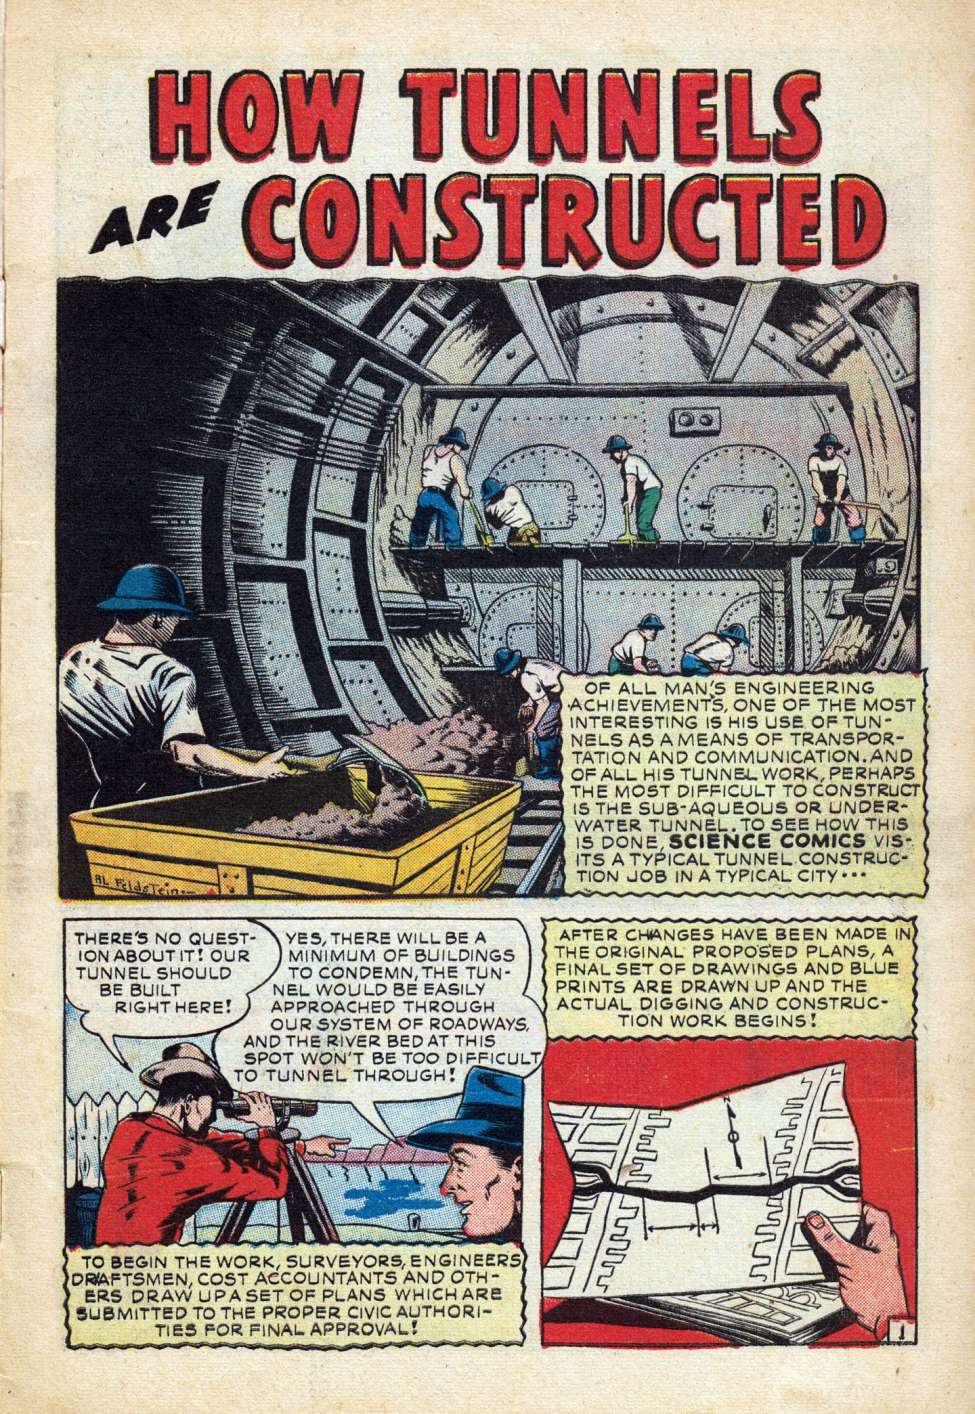 HOW TUNNELS
ARE CONSTRUCTED
OF ALL MAN'S ENGINEERING
ACHIEVEMENTS, ONE OF THE MOST
INTERESTING IS HIS USE OF TUN-
NELS AS A MEANS OF TRANSPOR-
TATION AND COMMUNICATION. AND
OF ALL HIS TUNNEL WORK, PERHAPS
THE MOST DIFFICULT TO CONSTRUCT
IS THE SUB-AQUEOUS OR UNDER-
WATER TUNNEL. TO SEE HOW THIS
IS DONE, SCIENCE COMICS VIS-
ITS A TYPICAL TUNNEL CONSTRUC-
TION JOB IN A TYPICAL CITY...
AL FELDSTEIN
THERE'S NO QUEST-
ION ABOUT IT! OUR
TUNNEL SHOULD
BE BUILT
RIGHT HERE!
YES, THERE WILL BE A
MINIMUM OF BUILDINGS
TO CONDEMN, THE TUN-
NEL WOULD BE EASILY
APPROACHED THROUGH
OUR SYSTEM OF ROADWAYS,
AND THE RIVER BED AT THIS
SPOT WON'T BE TOO DIFFICULT
TO TUNNEL THROUGH!
TO BEGIN THE WORK, SURVEYORS, ENGINEERS
DRAFTSMEN, COST ACCOUNTANTS AND OTH-
ERS DRAW UP A SET OF PLANS WHICH ARE
SUBMITTED TO THE PROPER CIVIC AUTHORI-
TIES FOR FINAL APPROVAL!
AFTER CHANGES HAVE BEEN MADE IN
THE ORIGINAL PROPOSED PLANS, A
FINAL SET OF DRAWINGS AND BLUE
PRINTS ARE DRAWN UP AND THE
ACTUAL DIGGING AND CONSTRUC-
TION WORK BEGINS!
N
1